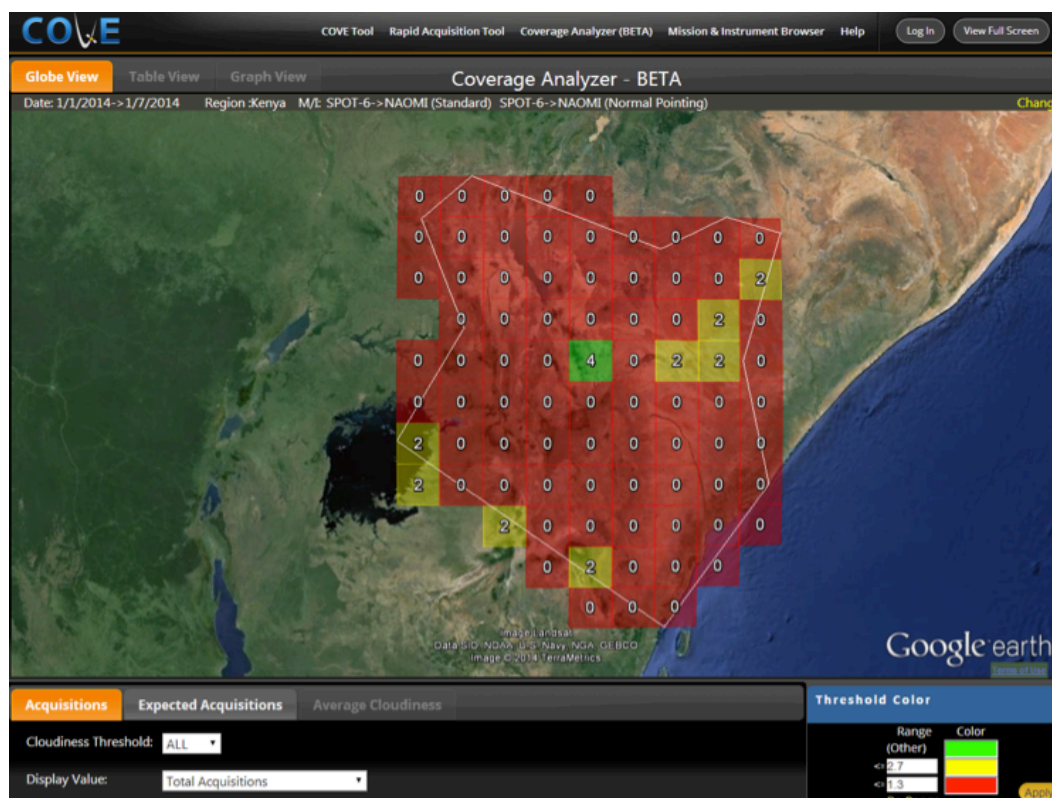 COVE
COVE Tool Rapid Acquisition Tool Coverage Analyzer (BETA) Mission & Instrument Browser Help Log In View Full Screen
Globe View Table View Graph View Coverage Analyzer - BETA
Date: 1/1/2014->1/7/2014 Region :Kenya M/I: SPOT-6->NAOMI (Standard) SPOT-6->NAOMI (Normal Pointing) Chang
0 0 0 0 0
0 0 0 0 0 0 0 0 0
0 0 0 0 0 0 0 0 2
0 0 0 0 0 0 2 0
0 0 0 0 4 0 2 2 0
0 0 0 0 0 0 0 0 0
2 0 0 0 0 0 0 0 0
2 0 0 0 0 0 0 0 0
2 0 0 0 0 0 0
0 2 0 0 0
0 0 0
Image Landsat
Data SIO, NOAA, U.S. Navy, NGA, GEBCO
Image © 2014 TerraMetrics
Google earth
Terms of Use
Acquisitions Expected Acquisitions Average Cloudiness
Cloudiness Threshold: ALL
Display Value: Total Acquisitions
Threshold Color
Range Color
(Other)
<= 2.7
<= 1.3
Apply